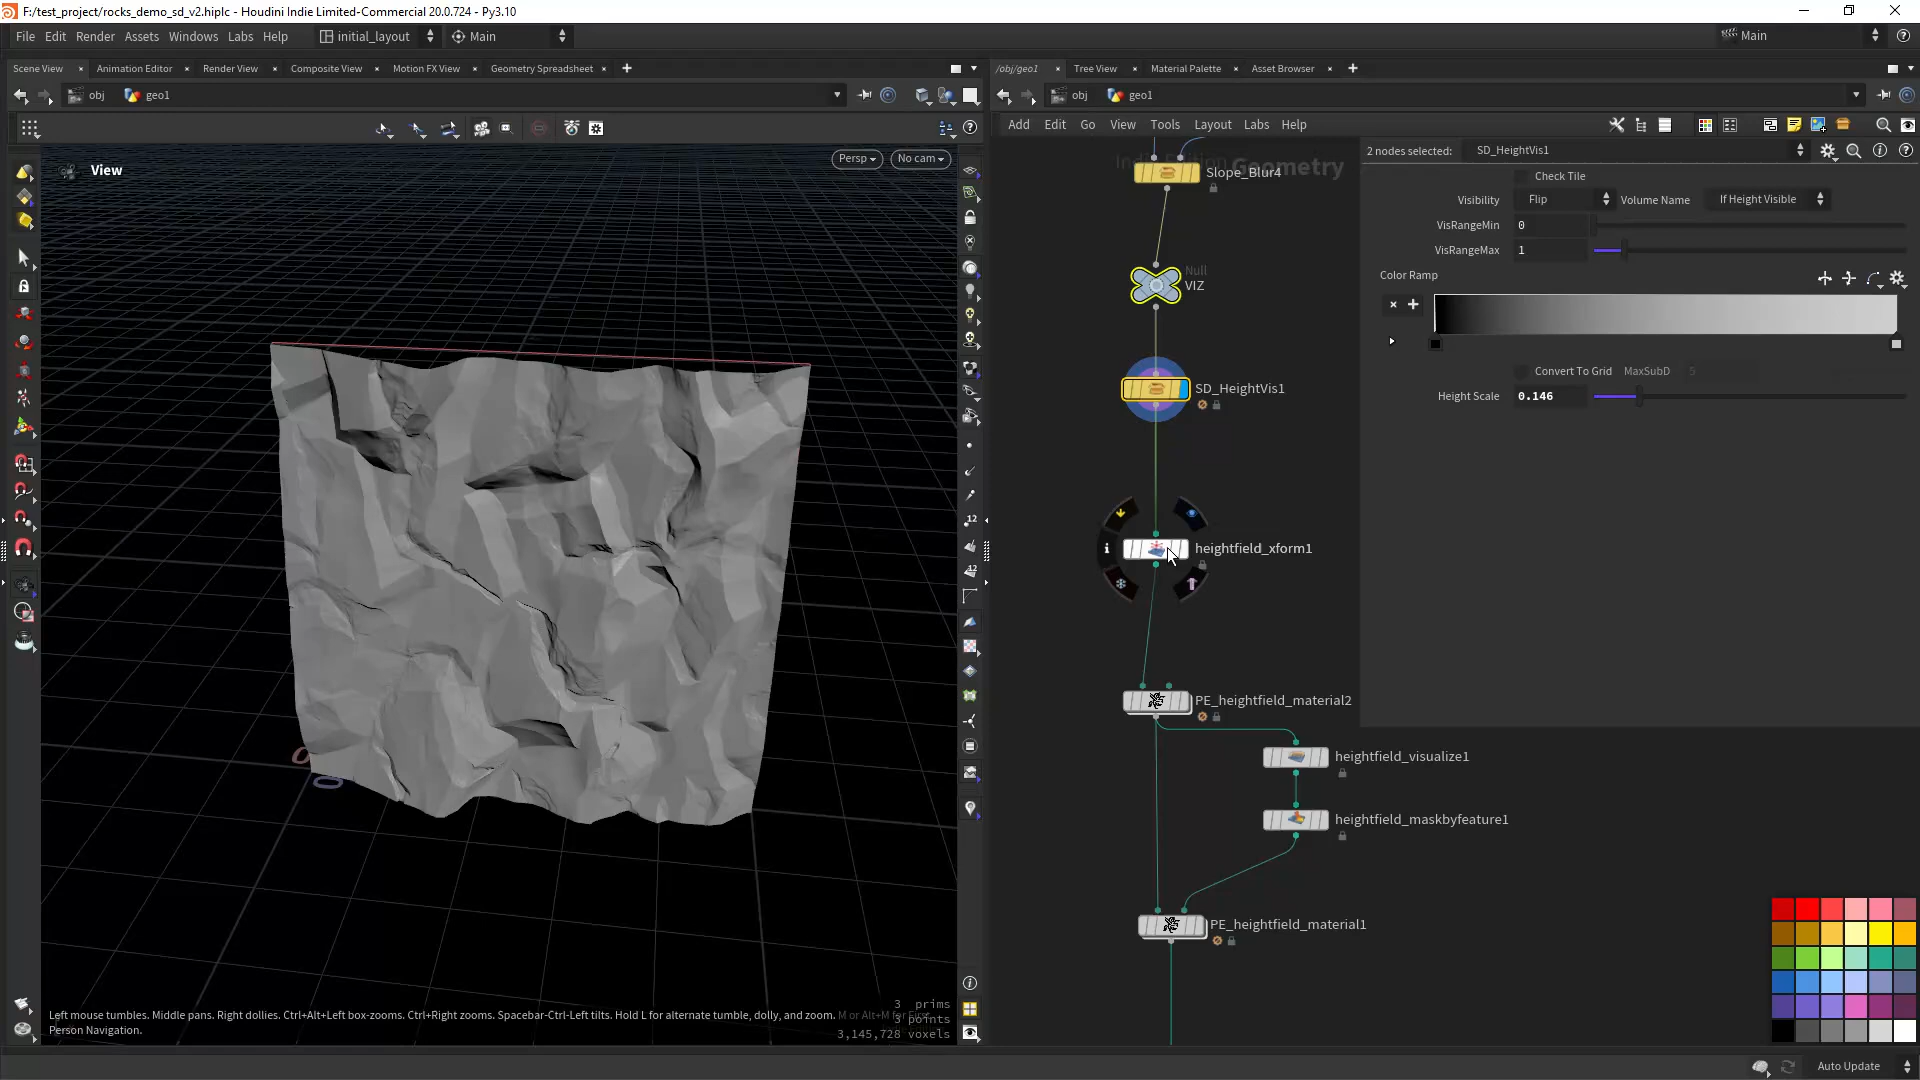 F:/test_project/rocks_demo_sd_v2.hiplc - Houdini Indie Limited-Commercial 20.0.724 - Py3.10
File Edit Render Assets Windows Labs Help initial_layout Main Main
Scene View Animation Editor Render View Composite View Motion FX View Geometry Spreadsheet
/obj/geo1 Tree View Material Palette Asset Browser
obj geo1
obj geo1
Add Edit Go View Tools Layout Labs Help
View
Persp No cam
Geometry
Slope_Blur4
Null
VIZ
SD_HeightVis1
heightfield_xform1
PE_heightfield_material2
heightfield_visualize1
heightfield_maskbyfeature1
PE_heightfield_material1
2 nodes selected: SD_HeightVis1
Check Tile
Visibility Flip Volume Name If Height Visible
VisRangeMin 0
VisRangeMax 1
Color Ramp
Convert To Grid MaxSubD 5
Height Scale 0.146
12
12
3 prims
3 points
3,145,728 voxels
Left mouse tumbles. Middle pans. Right dollies. Ctrl+Alt+Left box-zooms. Ctrl+Right zooms. Spacebar-Ctrl-Left tilts. Hold L for alternate tumble, dolly, and zoom. M or Alt+M for First
Person Navigation.
Auto Update